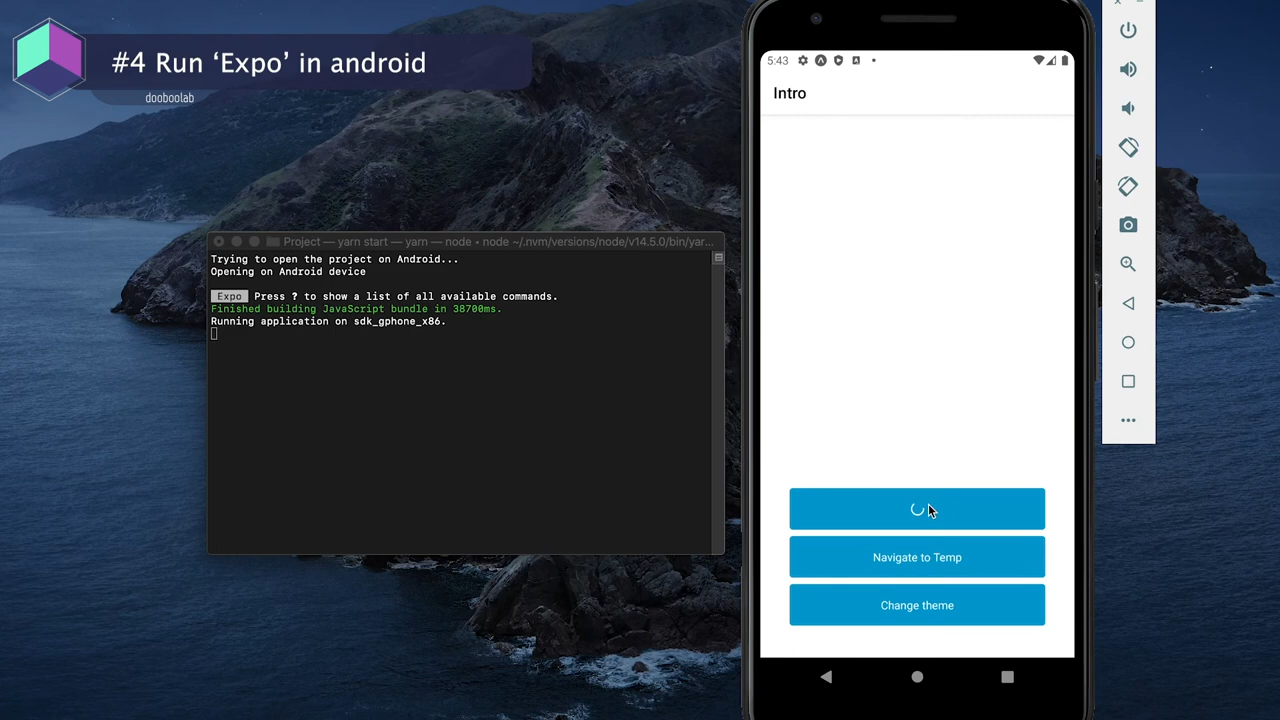 #4 Run ‘Expo’ in android
dooboolab
Project — yarn start — yarn — node • node ~/.nvm/versions/node/v14.5.0/bin/yar...
Trying to open the project on Android...
Opening on Android device
Expo Press ? to show a list of all available commands.
Finished building JavaScript bundle in 38700ms.
Running application on sdk_gphone_x86.
5:43
Intro
Navigate to Temp
Change theme